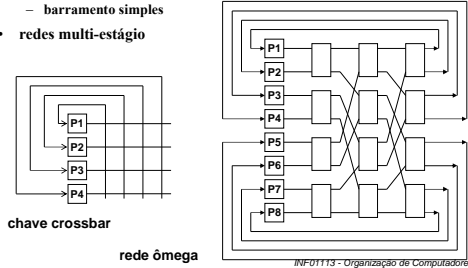 – barramento simples
• redes multi-estágio
P1
P2
P3
P4
chave crossbar
P1
P2
P3
P4
P5
P6
P7
P8
rede ômega
INF01113 - Organização de Computadore